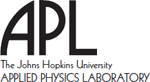 APL
The Johns Hopkins University
APPLIED PHYSICS LABORATORY